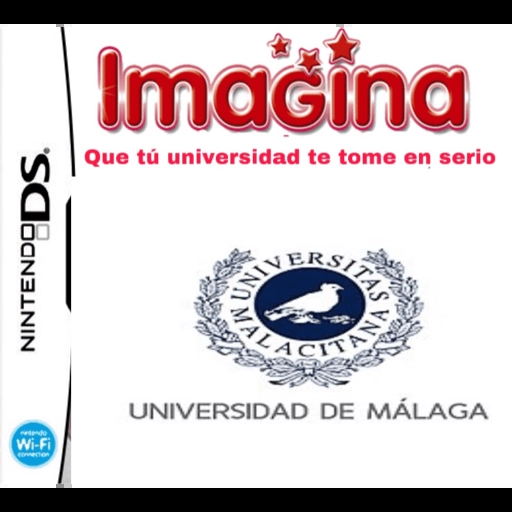 Imagina
Que tú universidad te tome en serio
NINTENDO DS®
UNIVERSITAS
MALACITANA
UNIVERSIDAD DE MÁLAGA
nintendo
Wi-Fi
connection